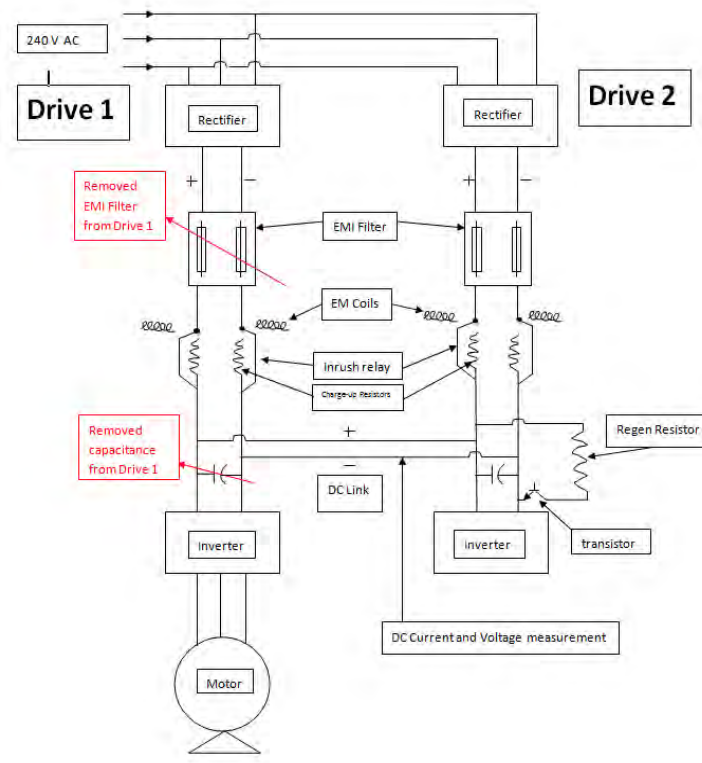 240 V AC
Drive 1
Drive 2
Rectifier
Rectifier
+
−
+
−
Removed
EMI Filter
from Drive 1
EMI Filter
EM Coils
Inrush relay
Charge-up Resistors
Removed
capacitance
from Drive 1
+
−
DC Link
Regen Resistor
transistor
Inverter
Inverter
DC Current and Voltage measurement
Motor